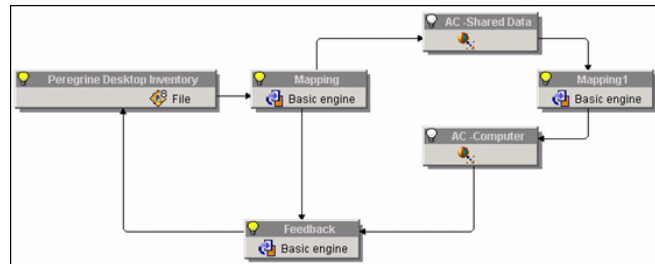 AC -Shared Data
Peregrine Desktop Inventory
File
Mapping
Basic engine
Mapping1
Basic engine
AC -Computer
Feedback
Basic engine